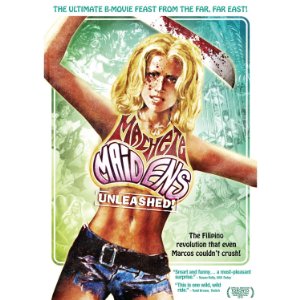 THE ULTIMATE B-MOVIE FEAST FROM THE FAR, FAR EAST!
MACHETE
MAIDENS
UNLEASHED!
The Filipino
revolution that even
Marcos couldn't crush!
"Smart and funny... a most-pleasant
surprise."
"This is one wild, wild
ride."